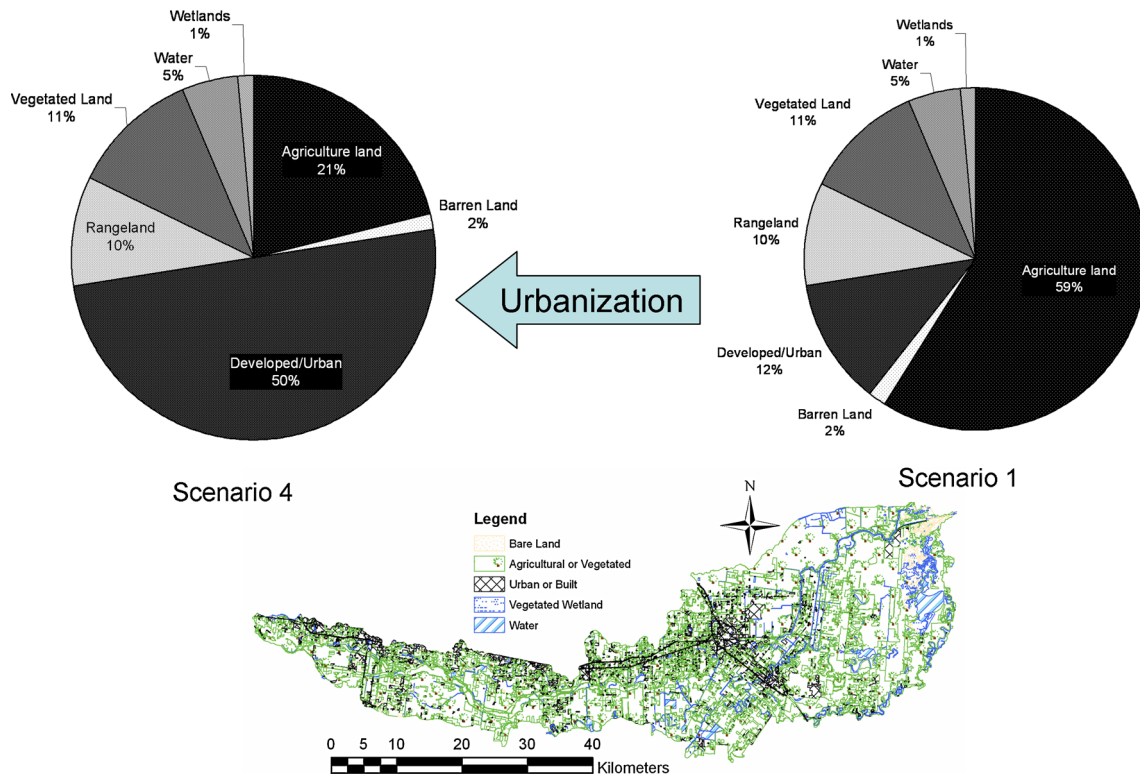 Wetlands
1%
Water
5%
Vegetated Land
11%
Agriculture land
21%
Barren Land
2%
Rangeland
10%
Developed/Urban
50%
Scenario 4
Urbanization
Wetlands
1%
Water
5%
Vegetated Land
11%
Rangeland
10%
Agriculture land
59%
Developed/Urban
12%
Barren Land
2%
Scenario 1
N
Legend
Bare Land
Agricultural or Vegetated
Urban or Built
Vegetated Wetland
Water
0 5 10 20 30 40
Kilometers